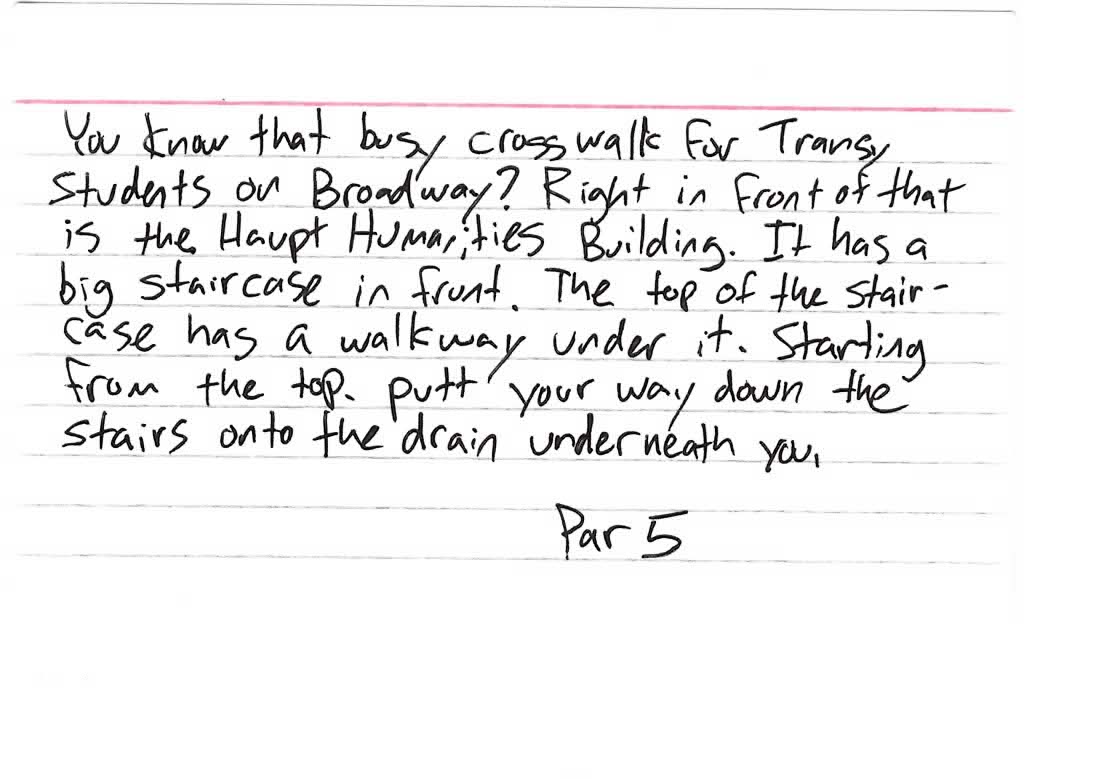 You know that busy crosswalk for Transy
Students on Broadway? Right in front of that
is the Haupt Humanities Building. It has a
big staircase in front. The top of the stair-
case has a walkway under it. Starting
from the top. putt your way down the
stairs onto the drain underneath you.
Par 5